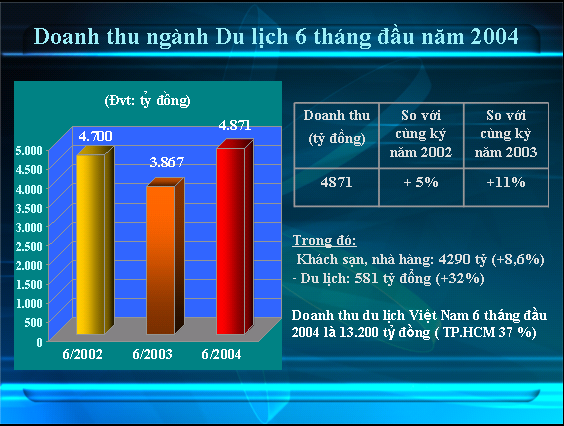 Doanh thu ngành Du lịch 6 tháng đầu năm 2004
(Đvt: tỷ đồng)
4.700
3.867
4.871
5.000
4.500
4.000
3.500
3.000
2.500
2.000
1.500
1.000
500
0
6/2002
6/2003
6/2004
Doanh thu
(tỷ đồng)
So với
cùng ký
năm 2002
So với
cùng kỳ
năm 2003
4871
+ 5%
+11%
Trong đó:
Khách sạn, nhà hàng: 4290 tỷ (+8,6%)
- Du lịch: 581 tỷ đồng (+32%)
Doanh thu du lịch Việt Nam 6 tháng đầu
2004 là 13.200 tỷ đồng ( TP.HCM 37 %)